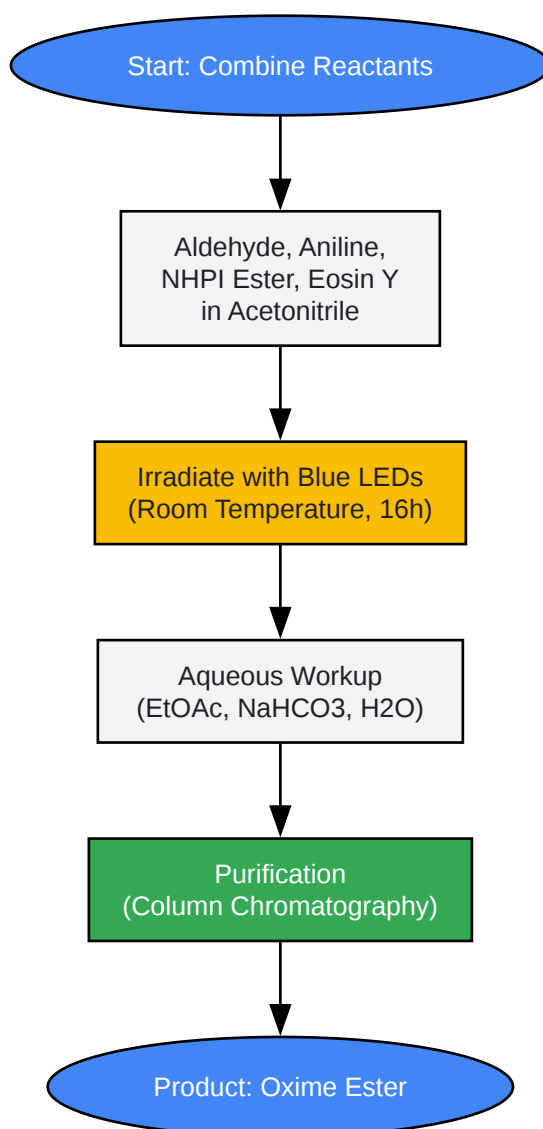 Start: Combine Reactants
Aldehyde, Aniline,
NHPI Ester, Eosin Y
in Acetonitrile
Irradiate with Blue LEDs
(Room Temperature, 16h)
Aqueous Workup
(EtOAc, NaHCO3, H2O)
Purification
(Column Chromatography)
Product: Oxime Ester